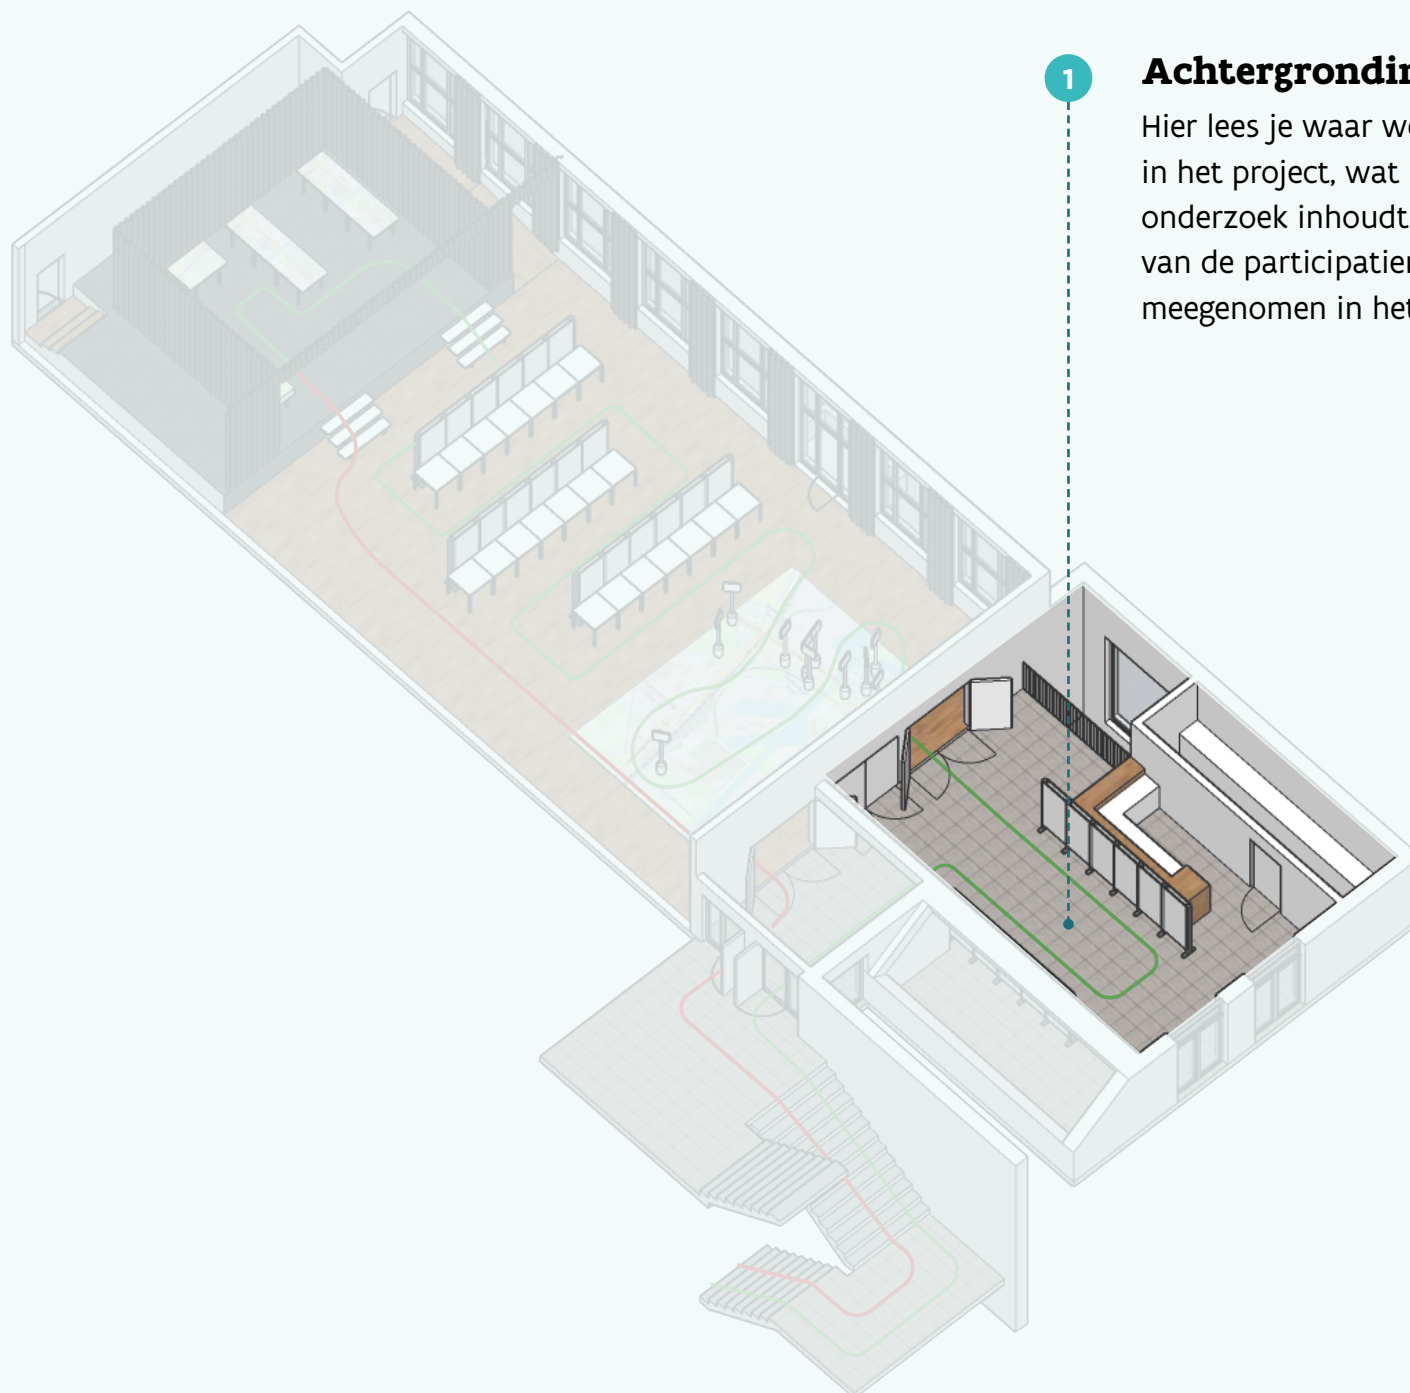 1
Achtergrondin
Hier lees je waar we
in het project, wat
onderzoek inhoudt
van de participatier
meegenomen in het